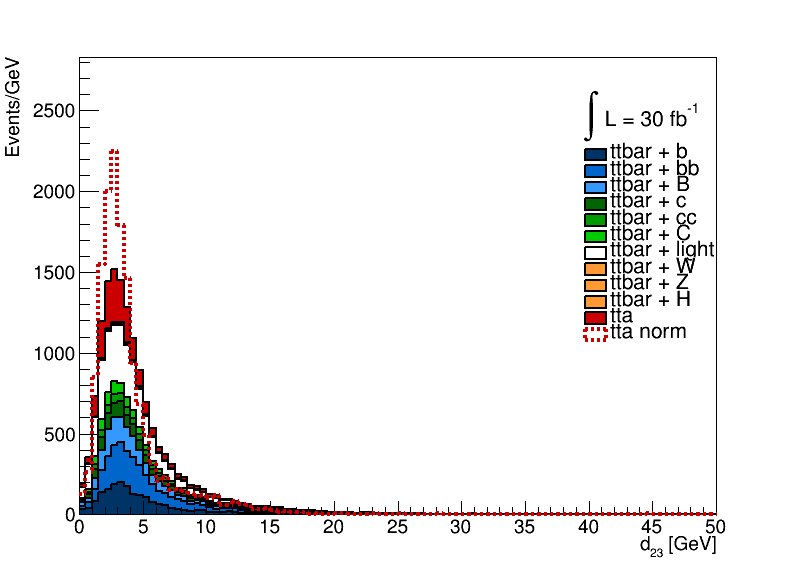 Events/GeV
2500
2000
1500
1000
500
0
0 5 10 15 20 25 30 35 40 45 50
d23 [GeV]
∫ L = 30 fb-1
ttbar + b
ttbar + bb
ttbar + B
ttbar + c
ttbar + cc
ttbar + C
ttbar + light
ttbar + W
ttbar + Z
ttbar + H
tta
tta norm